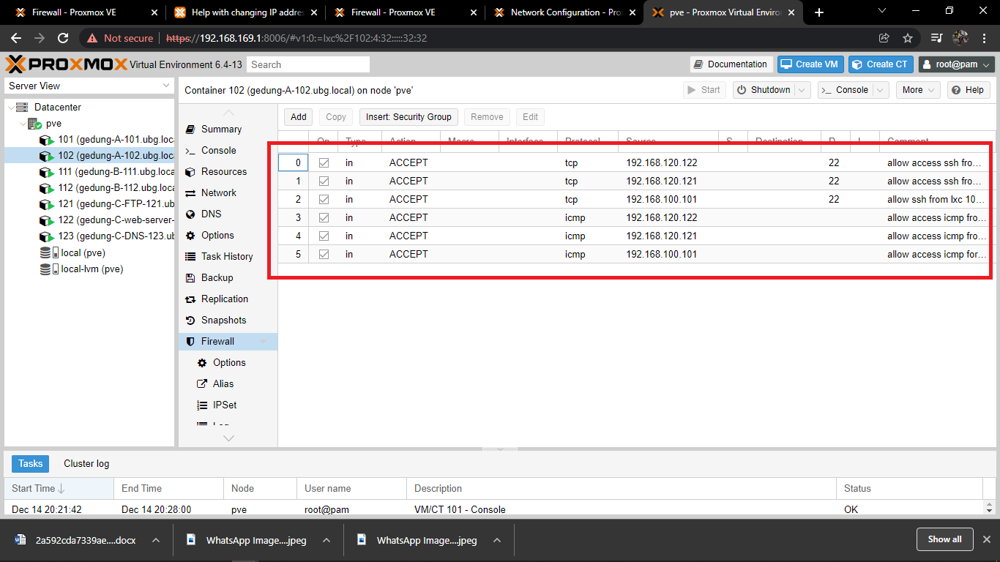 Firewall - Proxmox VE
Help with changing IP addre
Firewall - Proxmox VE
Network Configuration - Pro
pve - Proxmox Virtual Enviro
Not secure https://192.168.169.1:8006/#v1:0:=lxc%2F102:4:32:::::32:32
PROXMOX Virtual Environment 6.4-13 Search Documentation Create VM Create CT root@pam
Server View
Container 102 (gedung-A-102.ubg.local) on node 'pve' Start Shutdown Console More Help
Datacenter
pve
101 (gedung-A-101.ubg.loca
102 (gedung-A-102.ubg.loca
111 (gedung-B-111.ubg.loca
112 (gedung-B-112.ubg.loca
121 (gedung-C-FTP-121.ub
122 (gedung-C-web-server-
123 (gedung-C-DNS-123.ub
local (pve)
local-lvm (pve)
Summary
Console
Resources
Network
DNS
Options
Task History
Backup
Replication
Snapshots
Firewall
Options
Alias
IPSet
Log
Add Copy Insert: Security Group Remove Edit
On Type Action Macro Interface Protocol Source S... Destination D... L... Comment
0 in ACCEPT tcp 192.168.120.122 22 allow access ssh fro...
1 in ACCEPT tcp 192.168.120.121 22 allow access ssh fro...
2 in ACCEPT tcp 192.168.100.101 22 allow ssh from lxc 10...
3 in ACCEPT icmp 192.168.120.122 allow access icmp fro...
4 in ACCEPT icmp 192.168.120.121 allow access icmp fro...
5 in ACCEPT icmp 192.168.100.101 allow access icmp for...
Tasks Cluster log
Start Time End Time Node User name Description Status
Dec 14 20:21:42 Dec 14 20:28:00 pve root@pam VM/CT 101 - Console OK
2a592cda7339ae....docx
WhatsApp Image....jpeg
WhatsApp Image....jpeg
Show all